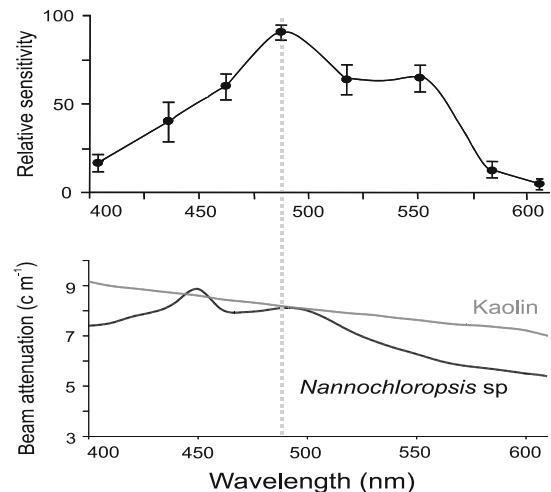 100
50
0
Relative sensitivity
400 450 500 550 600
9
7
5
3
Beam attenuation (c m⁻¹)
Kaolin
Nannochloropsis sp
400 450 500 550 600
Wavelength (nm)